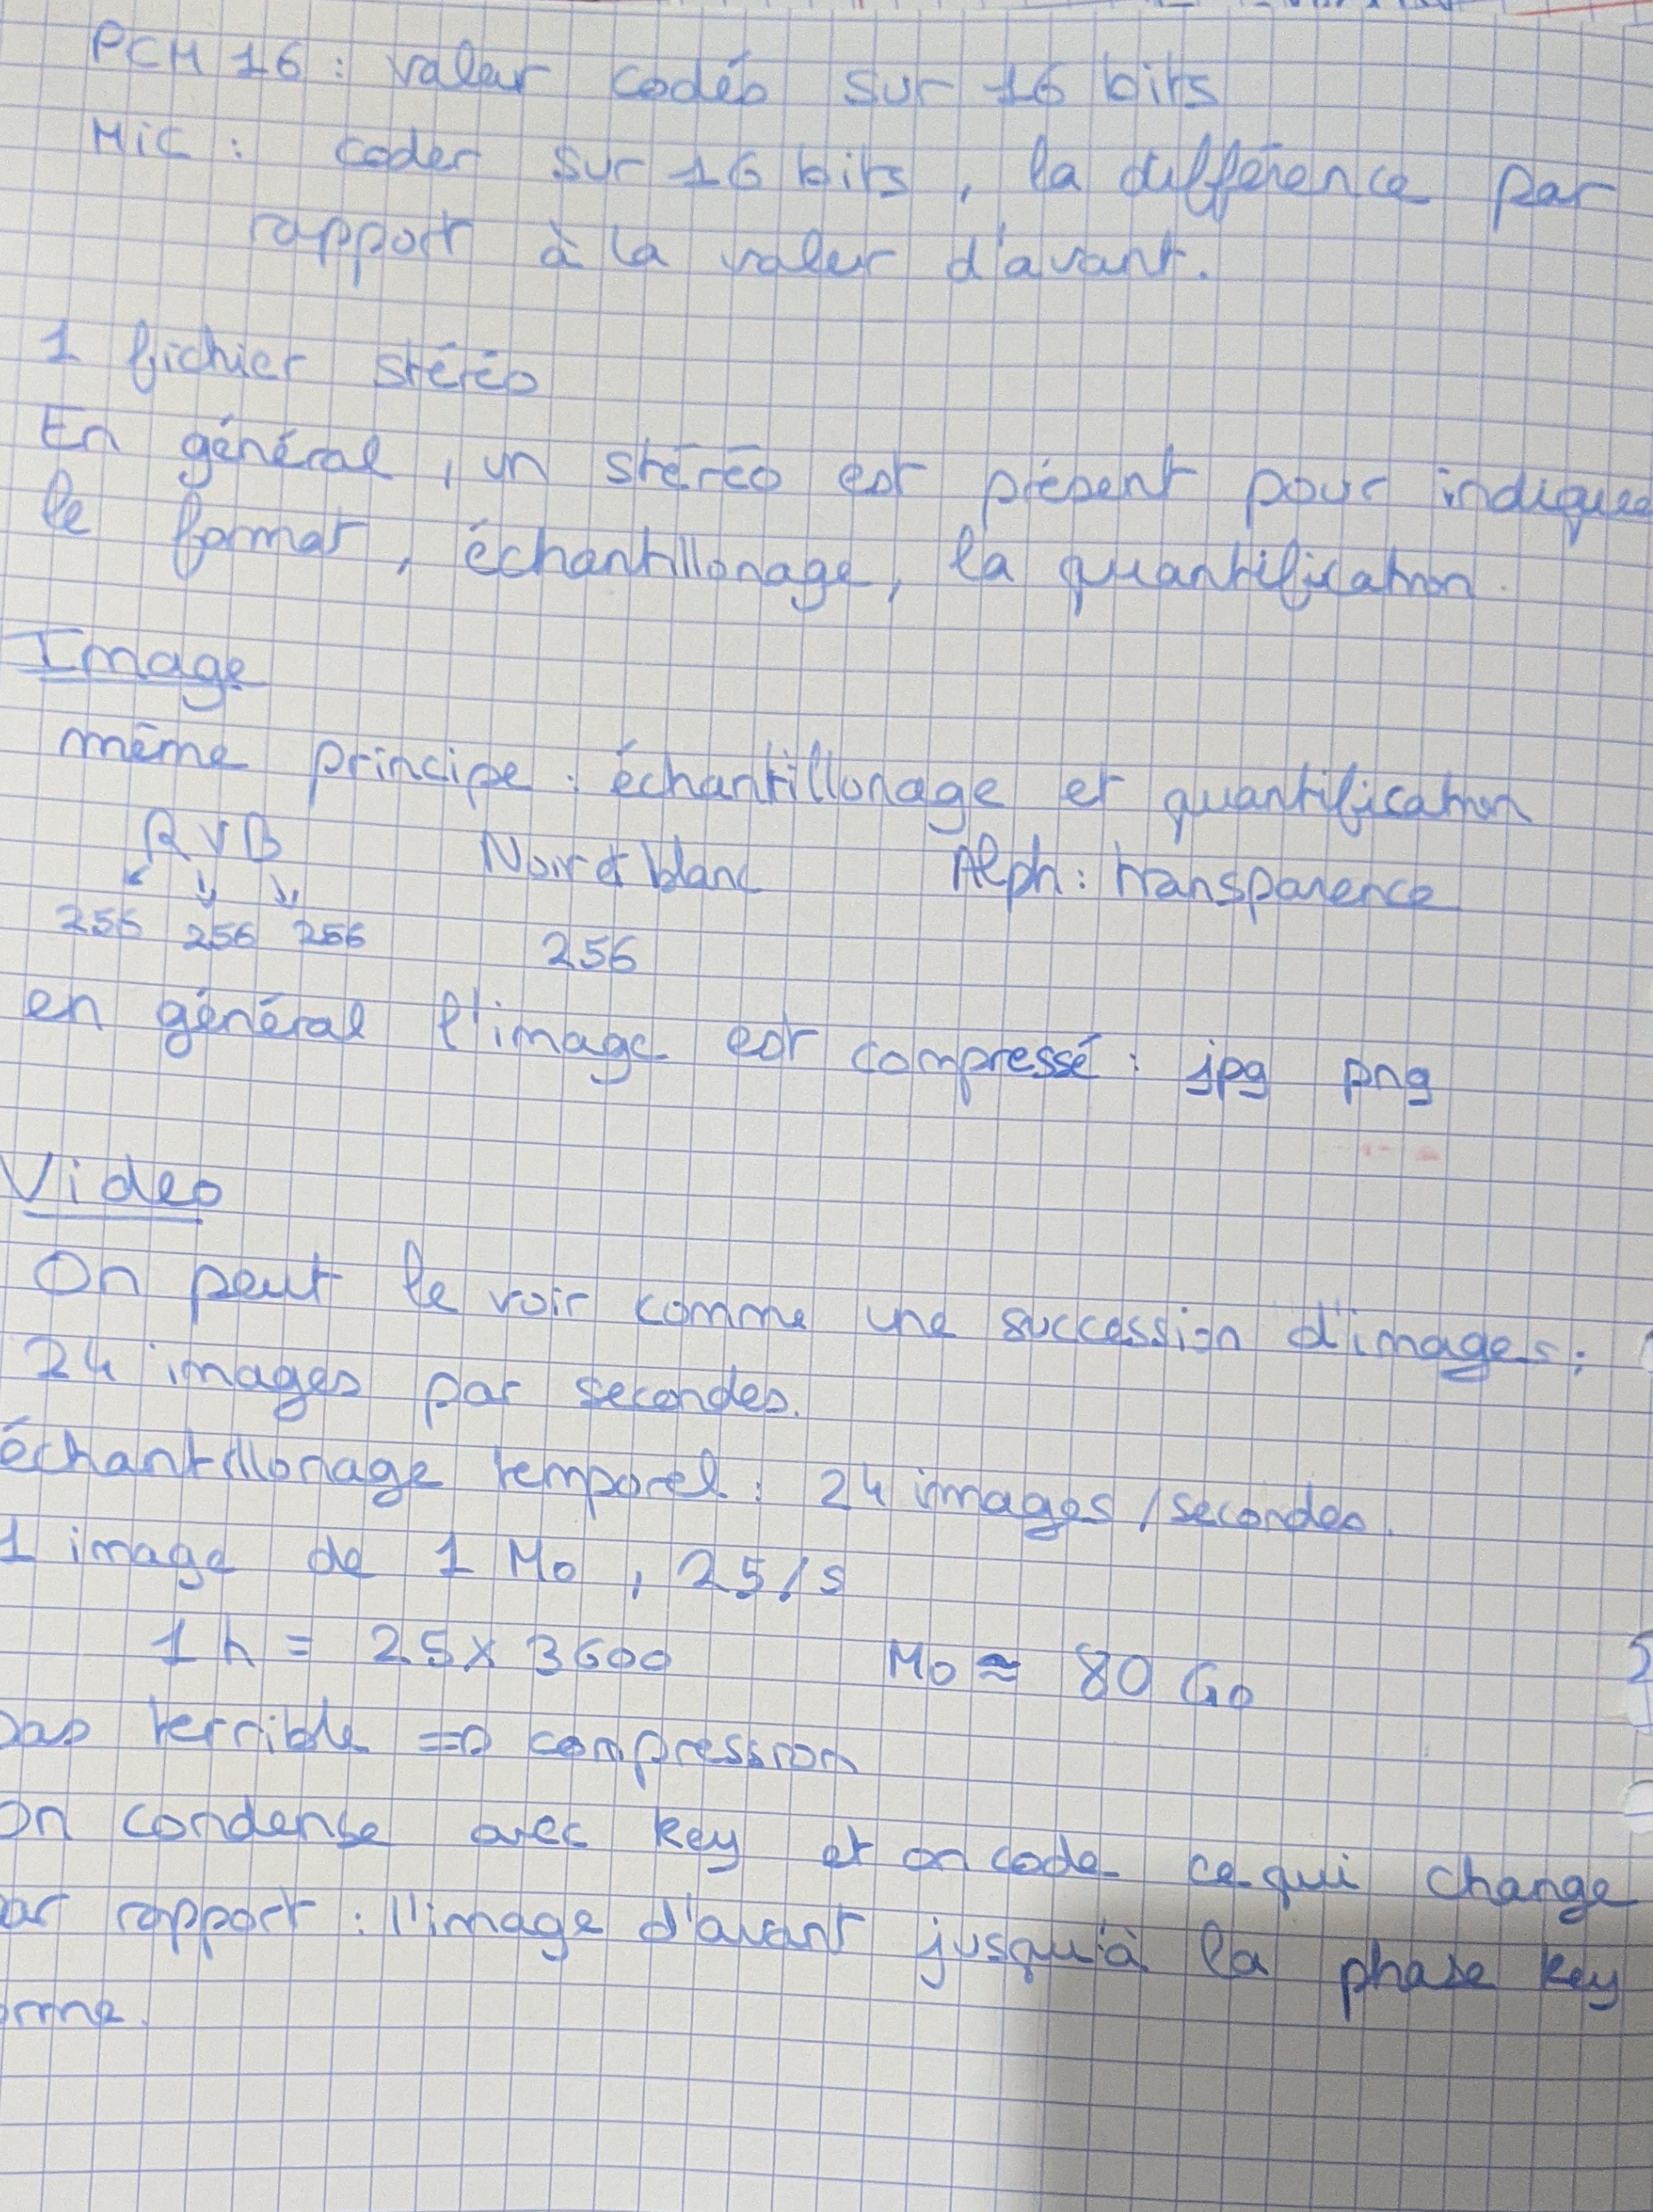 PCM 16 : valeur codés sur 16 bits
MIC : coder sur 16 bits, la différence par
rapport à la valeur d'avant.
1 fichier stéréo
En général, un stéréo est présent pour indiquer
le format, échantillonage, la quantification.
Image
même principe : échantillonage et quantification
R V B Noir et blanc Alph : transparence
256 256 256 256
en général l'image est compressé : jpg png
Video
On peut le voir comme une succession d'images :
24 images par secondes.
échantillonage temporel : 24 images / secondes.
1 image de 1 Mo, 25/s
1 h = 25 x 3600 Mo ≈ 80 Go
pas terrible => compression
on condense avec key et on code ce qui change
par rapport : l'image d'avant jusqu'à la phase key